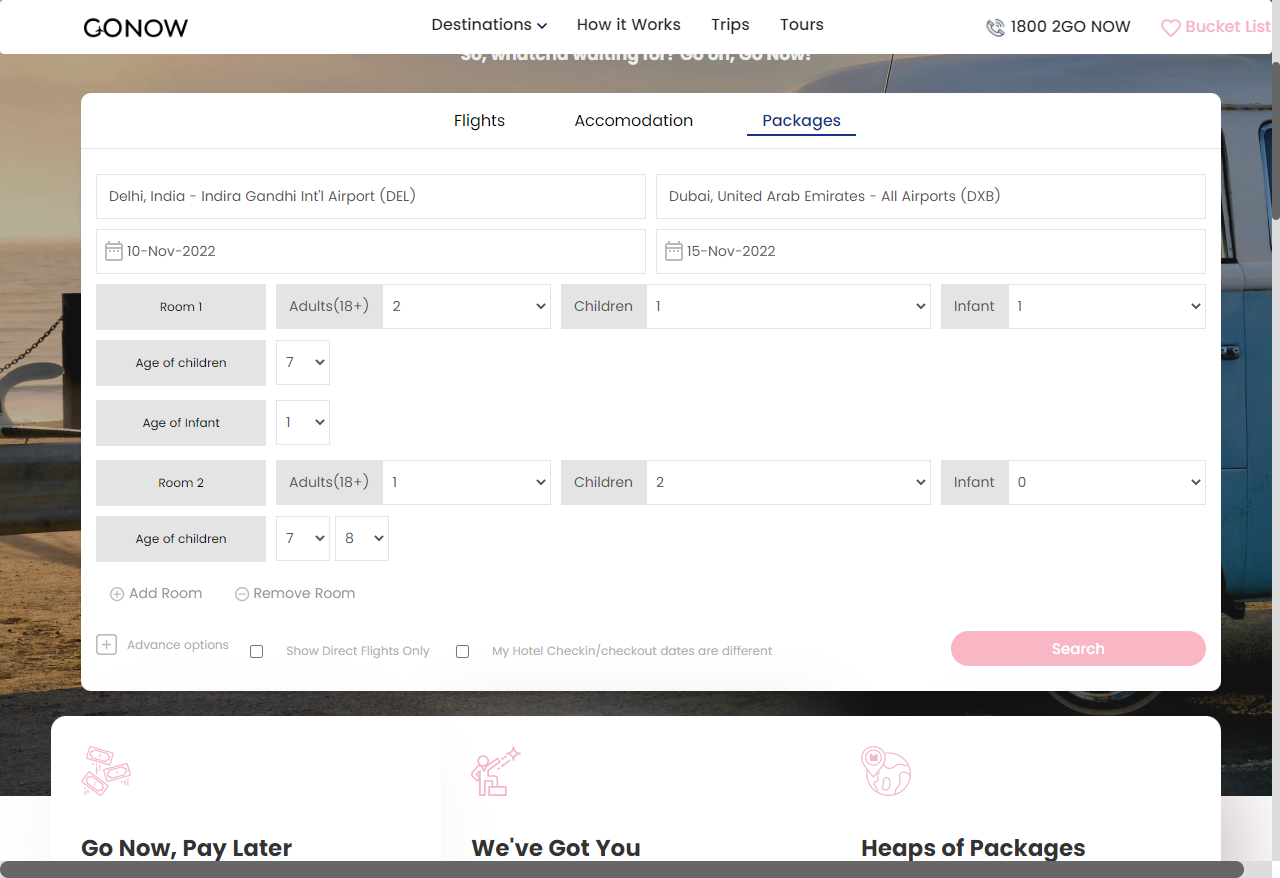 GONOW
Destinations How it Works Trips Tours 1800 2GO NOW Bucket List
So, whatcha waiting for? Go on, Go Now!
Flights Accomodation Packages
Delhi, India - Indira Gandhi Int'l Airport (DEL) Dubai, United Arab Emirates - All Airports (DXB)
10-Nov-2022 15-Nov-2022
Room 1 Adults(18+) 2 Children 1 Infant 1
Age of children 7
Age of Infant 1
Room 2 Adults(18+) 1 Children 2 Infant 0
Age of children 7 8
Add Room Remove Room
Advance options Show Direct Flights Only My Hotel Checkin/checkout dates are different Search
Go Now, Pay Later We've Got You Heaps of Packages